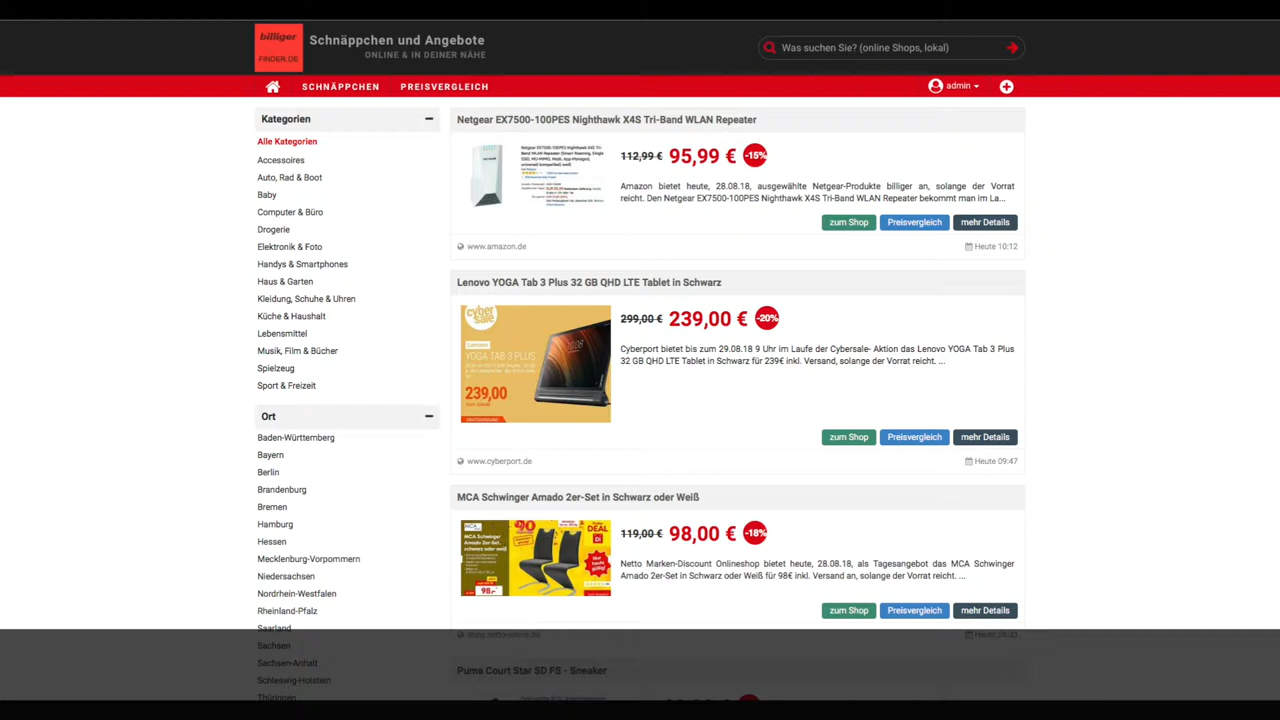 billiger
FINDER.DE
Schnäppchen und Angebote
ONLINE & IN DEINER NÄHE
Was suchen Sie? (online Shops, lokal)
SCHNÄPPCHEN
PREISVERGLEICH
admin
Kategorien
Alle Kategorien
Accessoires
Auto, Rad & Boot
Baby
Computer & Büro
Drogerie
Elektronik & Foto
Handys & Smartphones
Haus & Garten
Kleidung, Schuhe & Uhren
Küche & Haushalt
Lebensmittel
Musik, Film & Bücher
Spielzeug
Sport & Freizeit
Ort
Baden-Württemberg
Bayern
Berlin
Brandenburg
Bremen
Hamburg
Hessen
Mecklenburg-Vorpommern
Niedersachsen
Nordrhein-Westfalen
Rheinland-Pfalz
Saarland
Sachsen
Sachsen-Anhalt
Schleswig-Holstein
Thüringen
Netgear EX7500-100PES Nighthawk X4S Tri-Band WLAN Repeater
112,99 € 95,99 € -15%
Amazon bietet heute, 28.08.18, ausgewählte Netgear-Produkte billiger an, solange der Vorrat
reicht. Den Netgear EX7500-100PES Nighthawk X4S Tri-Band WLAN Repeater bekommt man im La...
zum Shop Preisvergleich mehr Details
www.amazon.de Heute 10:12
Lenovo YOGA Tab 3 Plus 32 GB QHD LTE Tablet in Schwarz
cyber
sale
Lenovo
YOGA TAB 3 PLUS
239,00
299,00 € 239,00 € -20%
Cyberport bietet bis zum 29.08.18 9 Uhr im Laufe der Cybersale- Aktion das Lenovo YOGA Tab 3 Plus
32 GB QHD LTE Tablet in Schwarz für 239€ inkl. Versand, solange der Vorrat reicht. ...
zum Shop Preisvergleich mehr Details
www.cyberport.de Heute 09:47
MCA Schwinger Amado 2er-Set in Schwarz oder Weiß
MCA Schwinger
Amado 2er-Set,
schwarz oder weiß
98.-
DEAL
Di
119,00 € 98,00 € -18%
Netto Marken-Discount Onlineshop bietet heute, 28.08.18, als Tagesangebot das MCA Schwinger
Amado 2er-Set in Schwarz oder Weiß für 98€ inkl. Versand an, solange der Vorrat reicht. ...
zum Shop Preisvergleich mehr Details
Puma Court Star SD FS - Sneaker